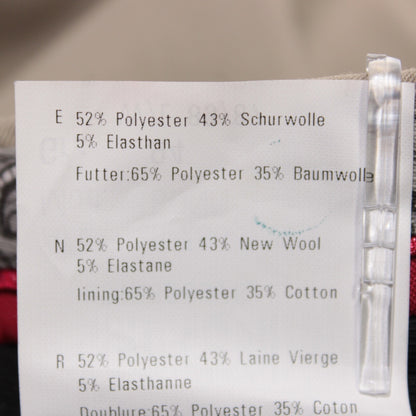 E 52% Polyester 43% Schurwolle
5% Elasthan
Futter:65% Polyester 35% Baumwolle
N 52% Polyester 43% New Wool
5% Elastane
lining:65% Polyester 35% Cotton
R 52% Polyester 43% Laine Vierge
5% Elasthanne
Doublure:65% Polyester 35% Coton